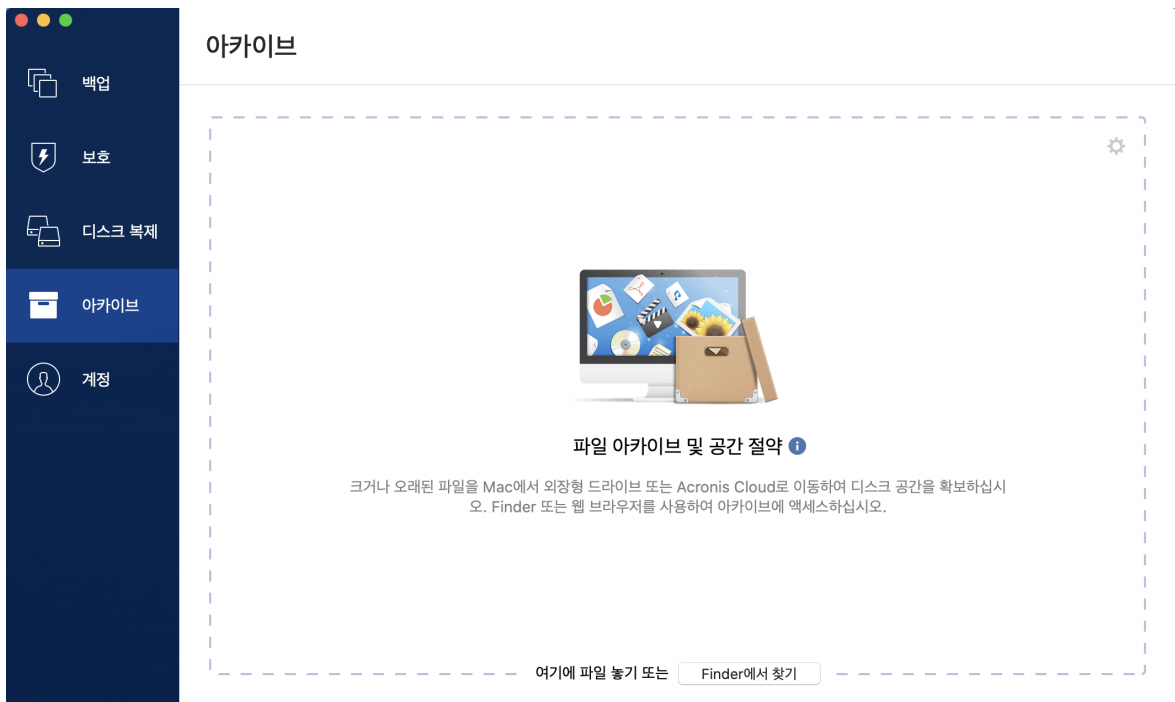 아카이브
백업
보호
디스크 복제
아카이브
계정
파일 아카이브 및 공간 절약
크거나 오래된 파일을 Mac에서 외장형 드라이브 또는 Acronis Cloud로 이동하여 디스크 공간을 확보하십시
오. Finder 또는 웹 브라우저를 사용하여 아카이브에 액세스하십시오.
여기에 파일 놓기 또는 Finder에서 찾기